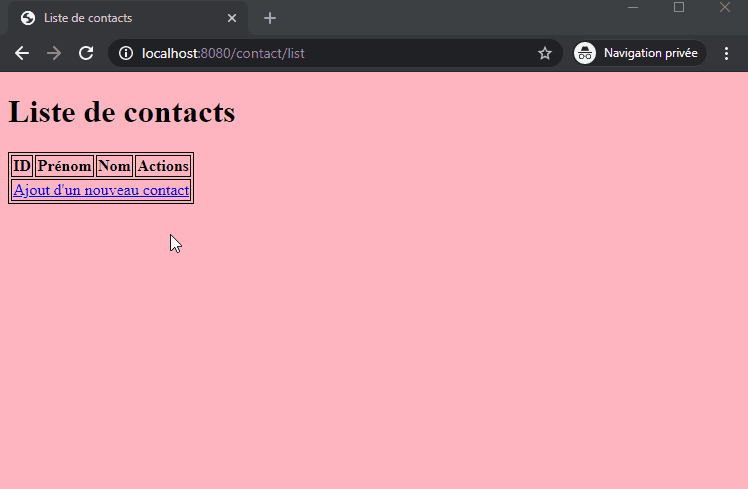 Liste de contacts
localhost:8080/contact/list
Navigation privée
Liste de contacts
ID Prénom Nom Actions
Ajout d'un nouveau contact